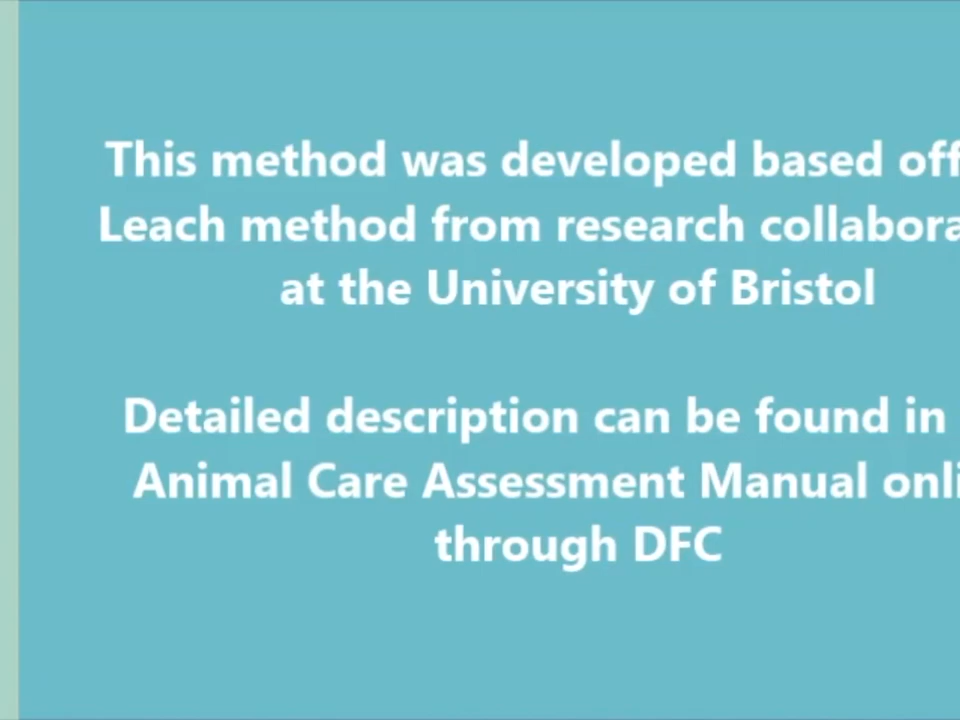 This method was developed based off
Leach method from research collabora
at the University of Bristol
Detailed description can be found in
Animal Care Assessment Manual onli
through DFC